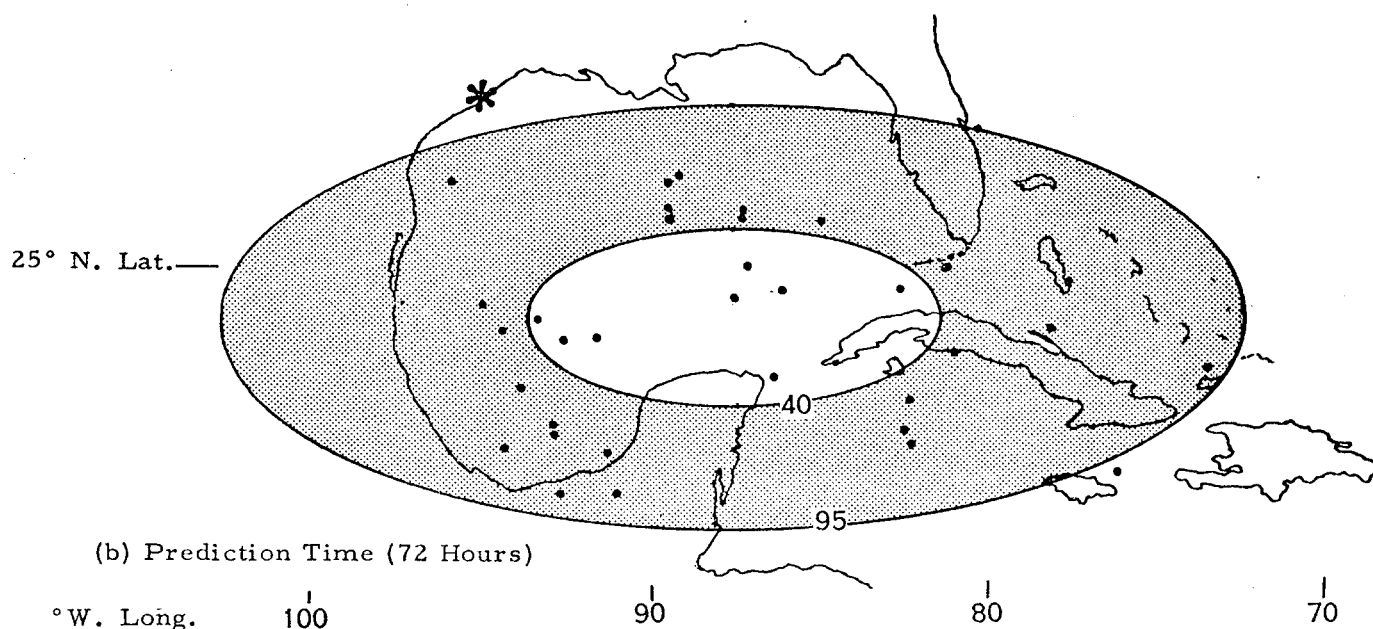 25° N. Lat.
40
95
(b) Prediction Time (72 Hours)
°W. Long. 100 90 80 70